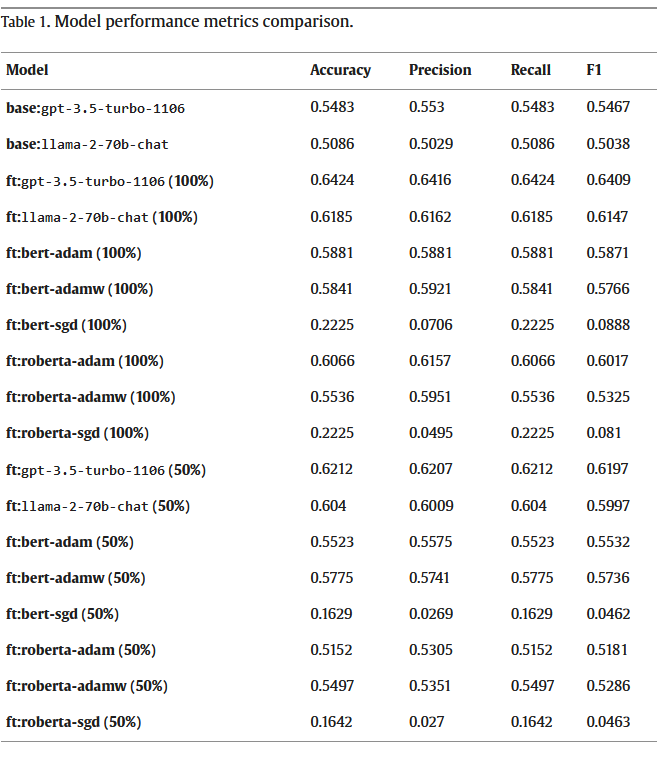 Table 1. Model performance metrics comparison.
Model Accuracy Precision Recall F1
base:gpt-3.5-turbo-1106 0.5483 0.553 0.5483 0.5467
base:llama-2-70b-chat 0.5086 0.5029 0.5086 0.5038
ft:gpt-3.5-turbo-1106 (100%) 0.6424 0.6416 0.6424 0.6409
ft:llama-2-70b-chat (100%) 0.6185 0.6162 0.6185 0.6147
ft:bert-adam (100%) 0.5881 0.5881 0.5881 0.5871
ft:bert-adamw (100%) 0.5841 0.5921 0.5841 0.5766
ft:bert-sgd (100%) 0.2225 0.0706 0.2225 0.0888
ft:roberta-adam (100%) 0.6066 0.6157 0.6066 0.6017
ft:roberta-adamw (100%) 0.5536 0.5951 0.5536 0.5325
ft:roberta-sgd (100%) 0.2225 0.0495 0.2225 0.081
ft:gpt-3.5-turbo-1106 (50%) 0.6212 0.6207 0.6212 0.6197
ft:llama-2-70b-chat (50%) 0.604 0.6009 0.604 0.5997
ft:bert-adam (50%) 0.5523 0.5575 0.5523 0.5532
ft:bert-adamw (50%) 0.5775 0.5741 0.5775 0.5736
ft:bert-sgd (50%) 0.1629 0.0269 0.1629 0.0462
ft:roberta-adam (50%) 0.5152 0.5305 0.5152 0.5181
ft:roberta-adamw (50%) 0.5497 0.5351 0.5497 0.5286
ft:roberta-sgd (50%) 0.1642 0.027 0.1642 0.0463